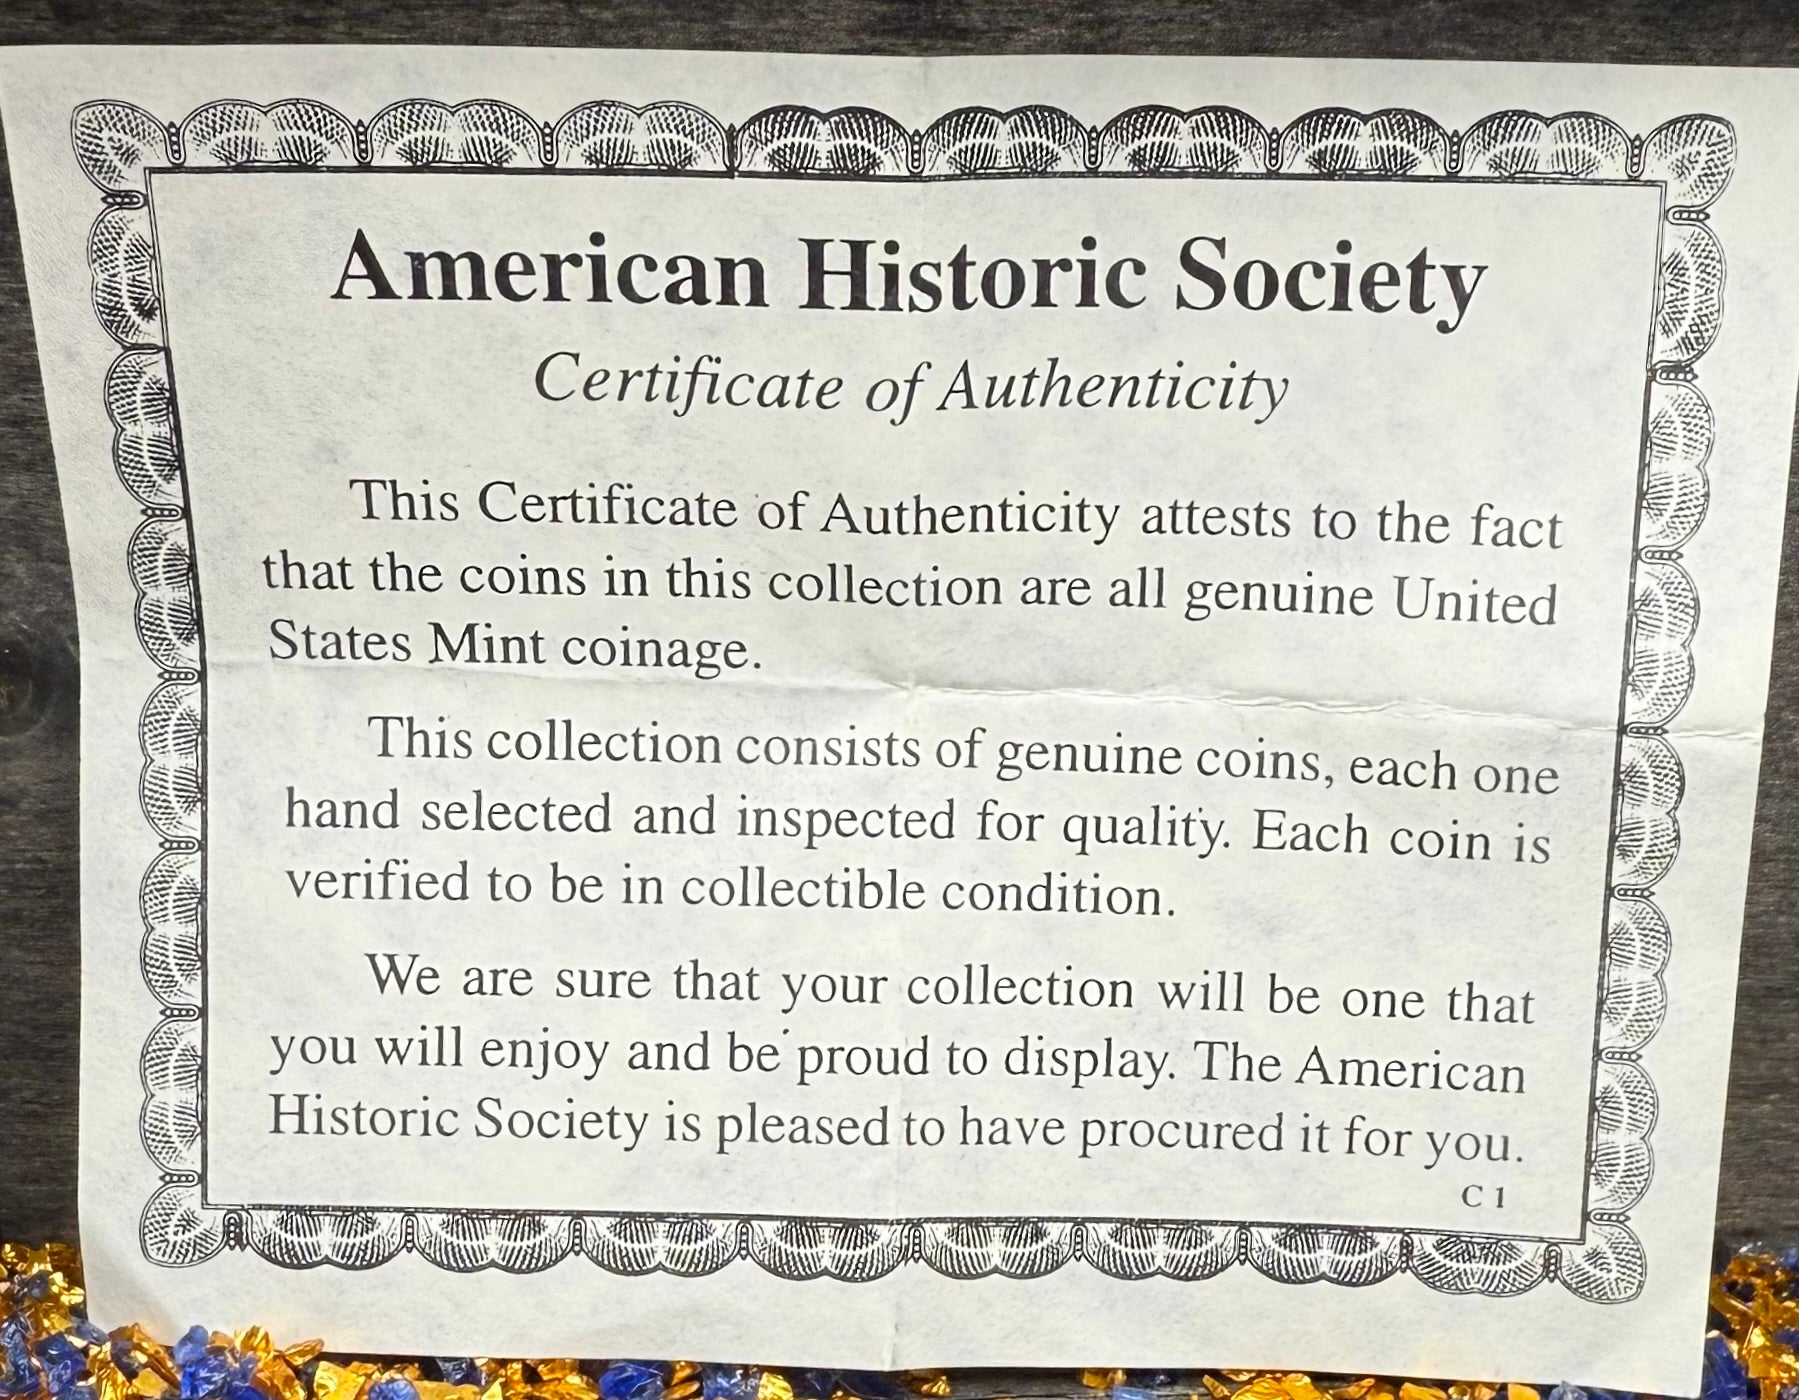 American Historic Society
Certificate of Authenticity
This Certificate of Authenticity attests to the fact
that the coins in this collection are all genuine United
States Mint coinage.
This collection consists of genuine coins, each one
hand selected and inspected for quality. Each coin is
verified to be in collectible condition.
We are sure that your collection will be one that
you will enjoy and be proud to display. The American
Historic Society is pleased to have procured it for you.
C 1